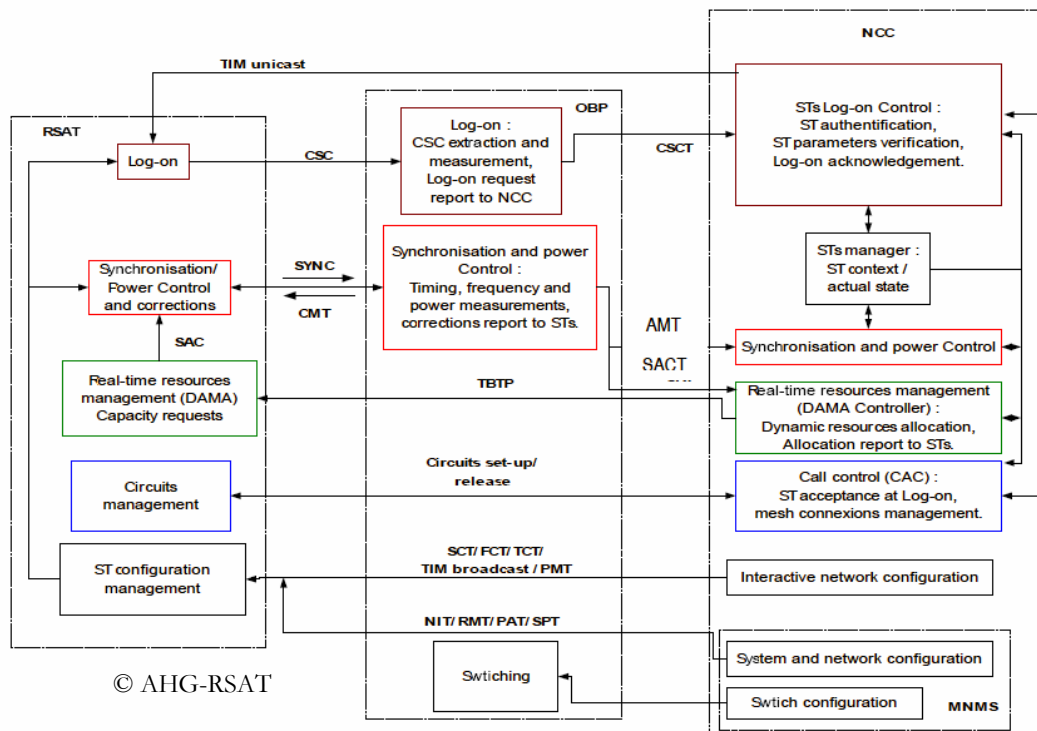 NCC
TIM unicast
RSAT
Log-on
CSC
OBP
Log-on :
CSC extraction and
measurement,
Log-on request
report to NCC
CSCT
STs Log-on Control :
ST authentification,
ST parameters verification,
Log-on acknowledgement.
STs manager :
ST context /
actual state
Synchronisation/
Power Control
and corrections
SYNC
CMT
Synchronisation and power
Control :
Timing, frequency and
power measurements,
corrections report to STs.
AMT
SACT
Synchronisation and power Control
SAC
Real-time resources
management (DAMA)
Capacity requests
TBTP
Real-time resources management
(DAMA Controller) :
Dynamic resources allocation,
Allocation report to STs.
Circuits
management
Circuits set-up/
release
Call control (CAC) :
ST acceptance at Log-on,
mesh connexions management.
ST configuration
management
SCT/ FCT/ TCT/
TIM broadcast / PMT
Interactive network configuration
NIT/ RMT/ PAT/ SPT
System and network configuration
Swtiching
Swtich configuration
MNMS
© AHG-RSAT